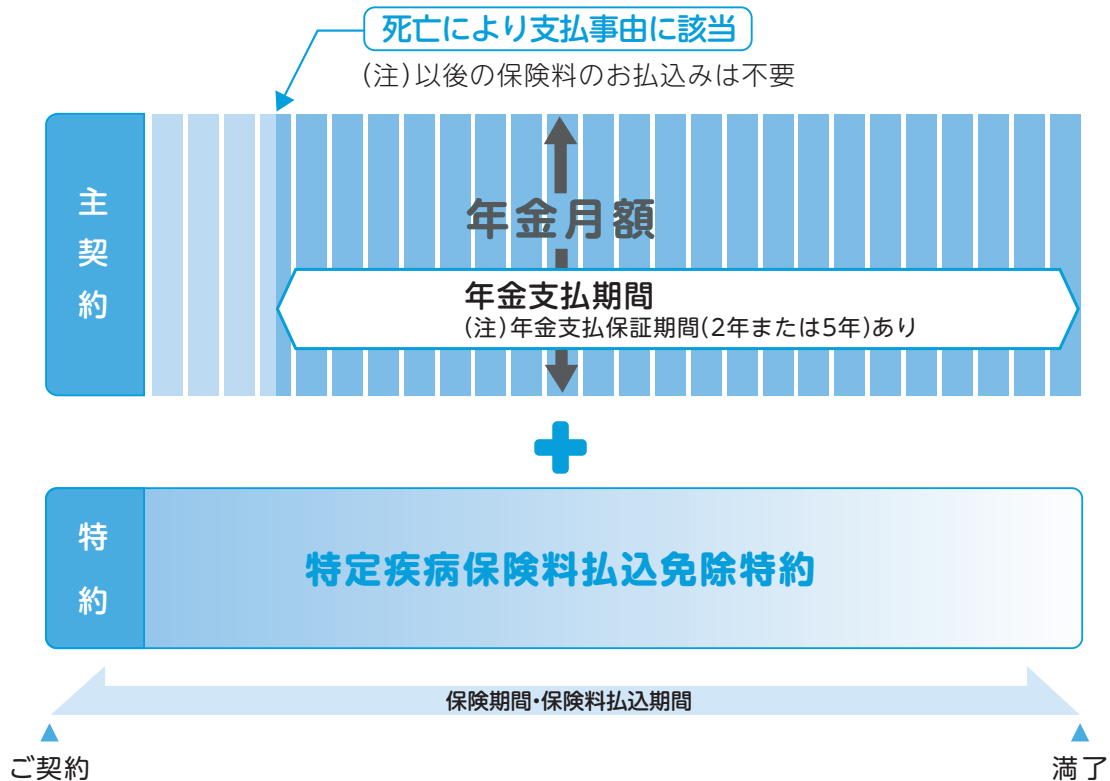 死亡により支払事由に該当
(注)以後の保険料のお払込みは不要
主契約
年金月額
年金支払期間
(注)年金支払保証期間(2年または5年)あり
特約
特定疾病保険料払込免除特約
保険期間・保険料払込期間
ご契約
満了